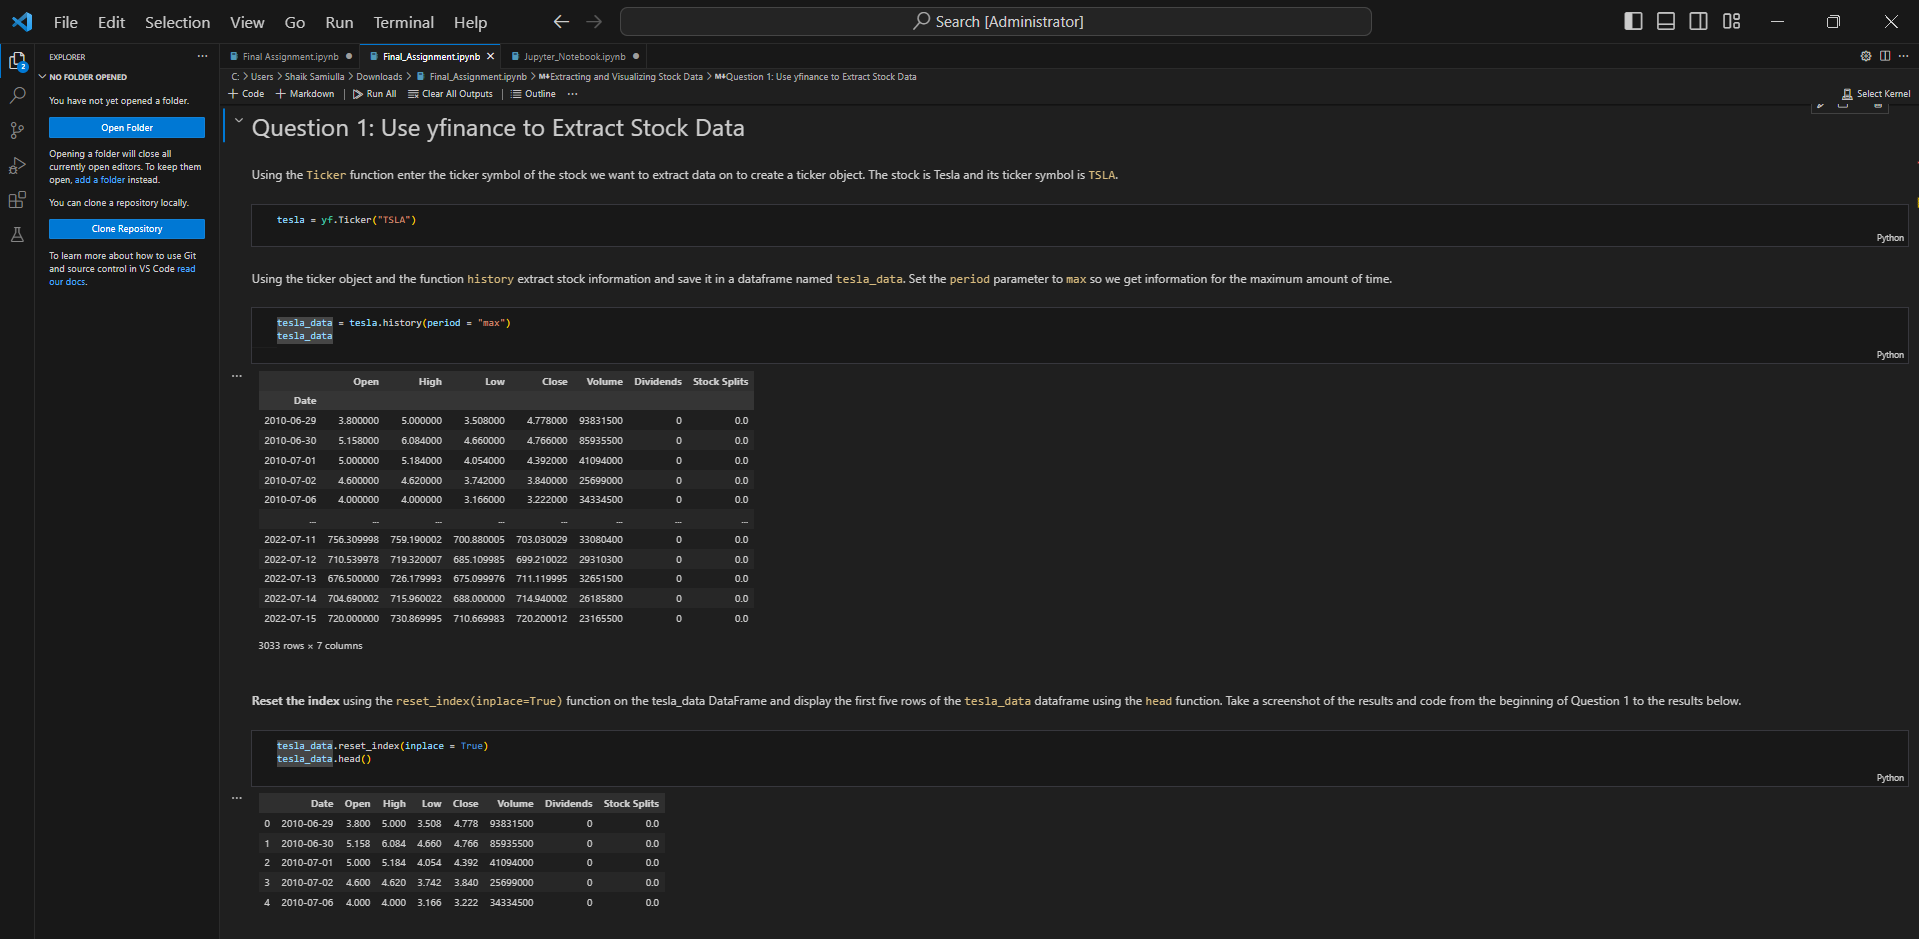 File Edit Selection View Go Run Terminal Help
Search [Administrator]
EXPLORER
Final Assignment.ipynb Final_Assignment.ipynb Jupyter_Notebook.ipynb
NO FOLDER OPENED
C: > Users > Shaik Samiulla > Downloads > Final_Assignment.ipynb > M↓Extracting and Visualizing Stock Data > M↓Question 1: Use yfinance to Extract Stock Data
+ Code + Markdown Run All Clear All Outputs Outline ...
Select Kernel
You have not yet opened a folder.
Open Folder
Opening a folder will close all
currently open editors. To keep them
open, add a folder instead.
You can clone a repository locally.
Clone Repository
To learn more about how to use Git
and source control in VS Code read
our docs.
2
Question 1: Use yfinance to Extract Stock Data
Using the Ticker function enter the ticker symbol of the stock we want to extract data on to create a ticker object. The stock is Tesla and its ticker symbol is TSLA.
tesla = yf.Ticker("TSLA")
Python
Using the ticker object and the function history extract stock information and save it in a dataframe named tesla_data. Set the period parameter to max so we get information for the maximum amount of time.
tesla_data = tesla.history(period = "max")
tesla_data
Python
Open High Low Close Volume Dividends Stock Splits
Date
2010-06-29 3.800000 5.000000 3.508000 4.778000 93831500 0 0.0
2010-06-30 5.158000 6.084000 4.660000 4.766000 85935500 0 0.0
2010-07-01 5.000000 5.184000 4.054000 4.392000 41094000 0 0.0
2010-07-02 4.600000 4.620000 3.742000 3.840000 25699000 0 0.0
2010-07-06 4.000000 4.000000 3.166000 3.222000 34334500 0 0.0
... ... ... ... ... ... ... ...
2022-07-11 756.309998 759.190002 700.880005 703.030029 33080400 0 0.0
2022-07-12 710.539978 719.320007 685.109985 699.210022 29310300 0 0.0
2022-07-13 676.500000 726.179993 675.099976 711.119995 32651500 0 0.0
2022-07-14 704.690002 715.960022 688.000000 714.940002 26185800 0 0.0
2022-07-15 720.000000 730.869995 710.669983 720.200012 23165500 0 0.0
3033 rows × 7 columns
Reset the index using the reset_index(inplace=True) function on the tesla_data DataFrame and display the first five rows of the tesla_data dataframe using the head function. Take a screenshot of the results and code from the beginning of Question 1 to the results below.
tesla_data.reset_index(inplace = True)
tesla_data.head()
Python
Date Open High Low Close Volume Dividends Stock Splits
0 2010-06-29 3.800 5.000 3.508 4.778 93831500 0 0.0
1 2010-06-30 5.158 6.084 4.660 4.766 85935500 0 0.0
2 2010-07-01 5.000 5.184 4.054 4.392 41094000 0 0.0
3 2010-07-02 4.600 4.620 3.742 3.840 25699000 0 0.0
4 2010-07-06 4.000 4.000 3.166 3.222 34334500 0 0.0